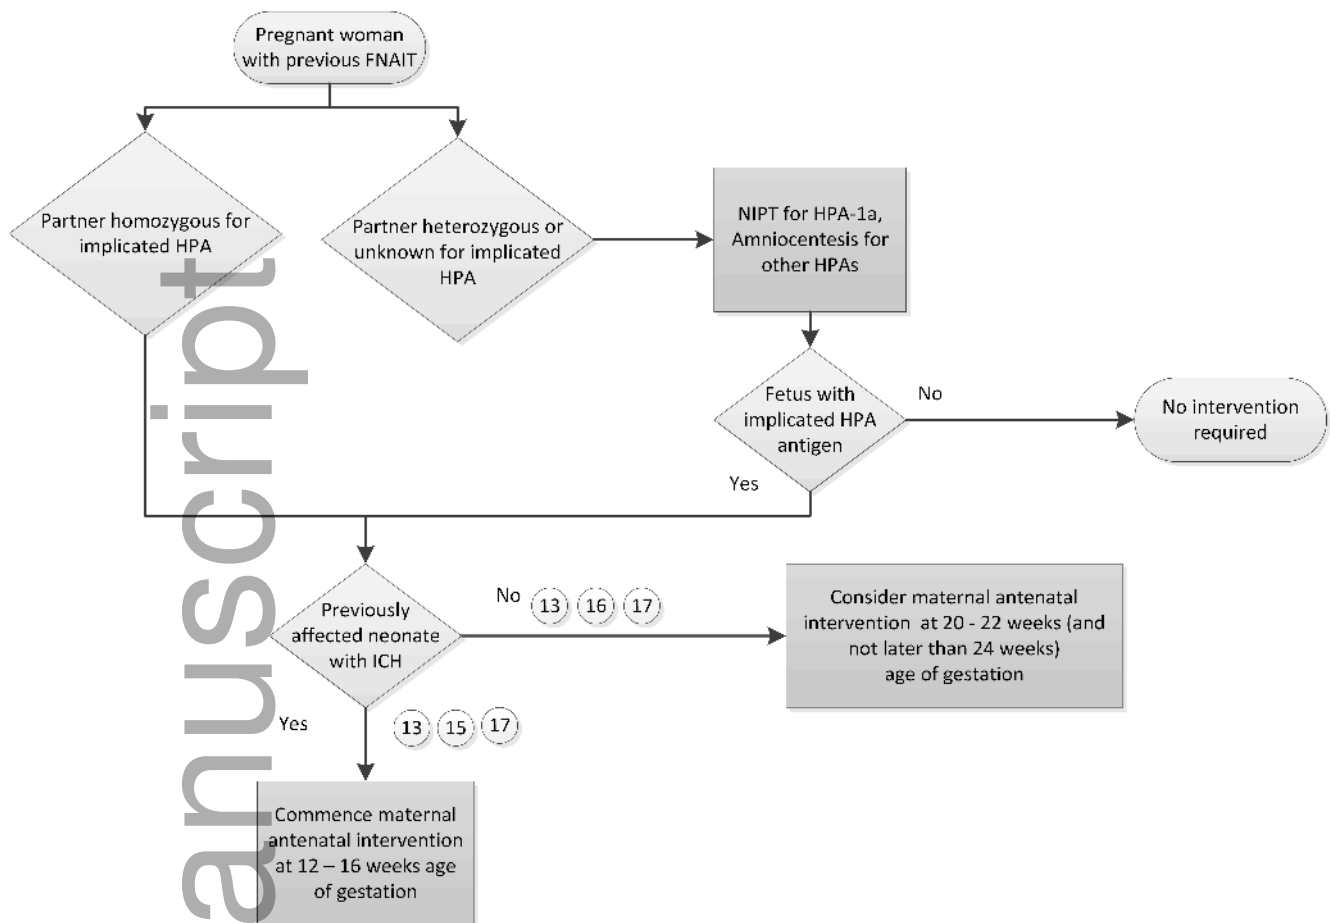 Pregnant woman
with previous FNAIT
Partner homozygous for
implicated HPA
Partner heterozygous or
unknown for implicated
HPA
NIPT for HPA-1a,
Amniocentesis for
other HPAs
Fetus with
implicated HPA
antigen
No
No intervention
required
Yes
Previously
affected neonate
with ICH
No 13 16 17
Consider maternal antenatal
intervention at 20 - 22 weeks (and
not later than 24 weeks)
age of gestation
Yes
13 15 17
Commence maternal
antenatal intervention
at 12 – 16 weeks age
of gestation
anuscript